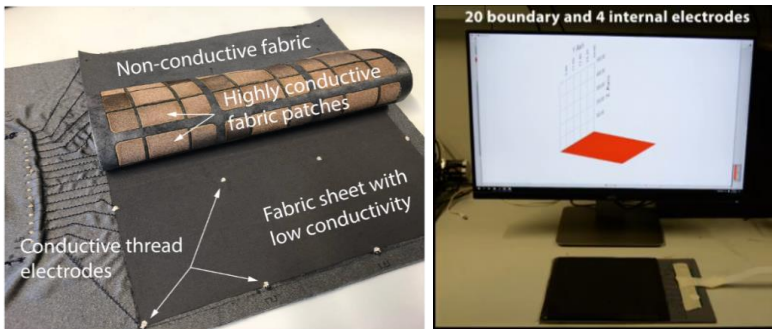 Non-conductive fabric
Highly conductive
fabric patches
Fabric sheet with
low conductivity
Conductive thread
electrodes
20 boundary and 4 internal electrodes